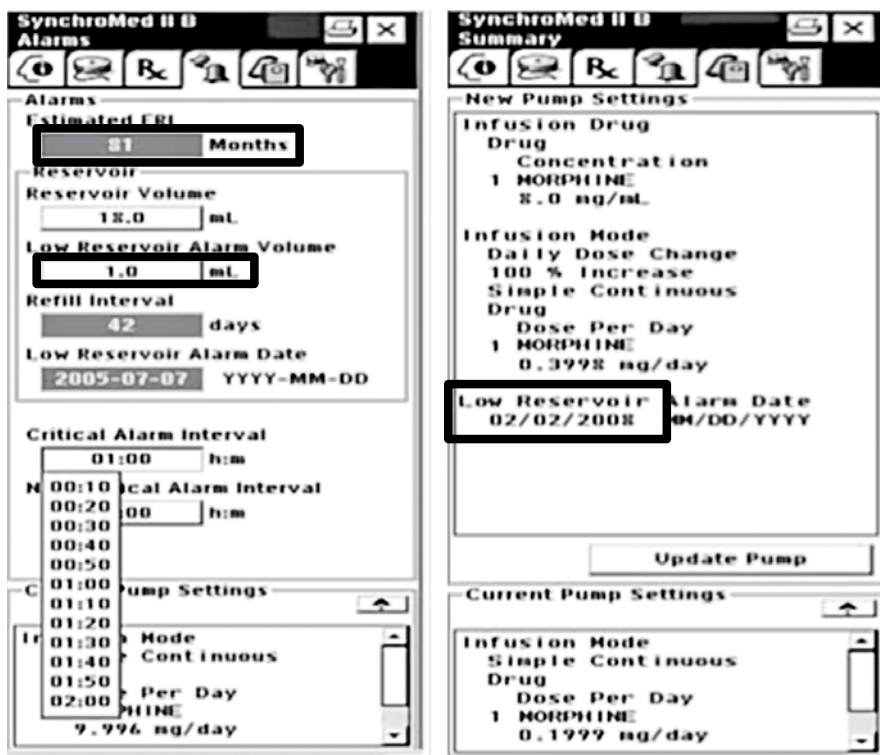 SynchroMed II
Alarms
Alarms
Estimated ERI
81 Months
Reservoir
Reservoir Volume
18.0 mL
Low Reservoir Alarm Volume
1.0 mL
Refill Interval
42 days
Low Reservoir Alarm Date
2005-07-07 YYYY-MM-DD
Critical Alarm Interval
01:00 h:m
00:10
ical Alarm Interval
00:20
:00 h:m
00:30
00:40
00:50
01:00
Pump Settings
01:10
01:20
01:30 Mode
01:40 Continuous
01:50
Per Day
02:00
9.996 mg/day
SynchroMed II
Summary
New Pump Settings
Infusion Drug
Drug
Concentration
1 MORPHINE
8.0 mg/mL
Infusion Mode
Daily Dose Change
100 % Increase
Simple Continuous
Drug
Dose Per Day
1 MORPHINE
0.3998 mg/day
Low Reservoir Alarm Date
02/02/2008 MM/DD/YYYY
Update Pump
Current Pump Settings
Infusion Mode
Simple Continuous
Drug
Dose Per Day
1 MORPHINE
0.1999 mg/day